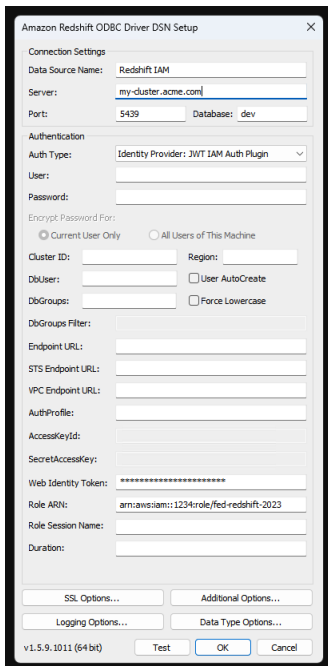 Amazon Redshift ODBC Driver DSN Setup
Connection Settings
Data Source Name: Redshift IAM
Server: my-cluster.acme.com
Port: 5439 Database: dev
Authentication
Auth Type: Identity Provider: JWT IAM Auth Plugin
User:
Password:
Encrypt Password For:
Current User Only All Users of This Machine
Cluster ID: Region:
DbUser: User AutoCreate
DbGroups: Force Lowercase
DbGroups Filter:
Endpoint URL:
STS Endpoint URL:
VPC Endpoint URL:
AuthProfile:
AccessKeyId:
SecretAccessKey:
Web Identity Token: **********************
Role ARN: arn:aws:iam::1234:role/fed-redshift-2023
Role Session Name:
Duration:
SSL Options... Additional Options...
Logging Options... Data Type Options...
v1.5.9.1011 (64 bit) Test OK Cancel